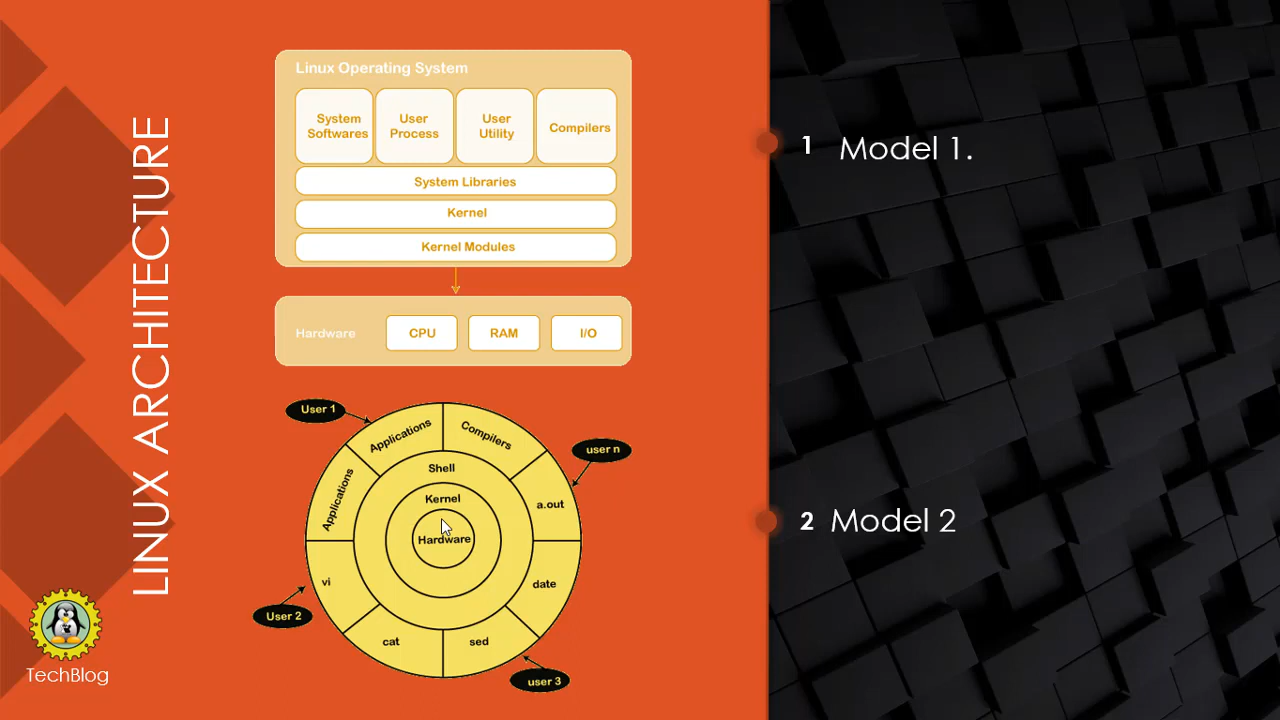 LINUX ARCHITECTURE
Linux Operating System
System
Softwares
User
Process
User
Utility
Compilers
System Libraries
Kernel
Kernel Modules
Hardware
CPU
RAM
I/O
User 1
Applications
Compilers
user n
Shell
Applications
Kernel
a.out
Hardware
vi
date
User 2
cat
sed
user 3
TechBlog
1 Model 1.
2 Model 2